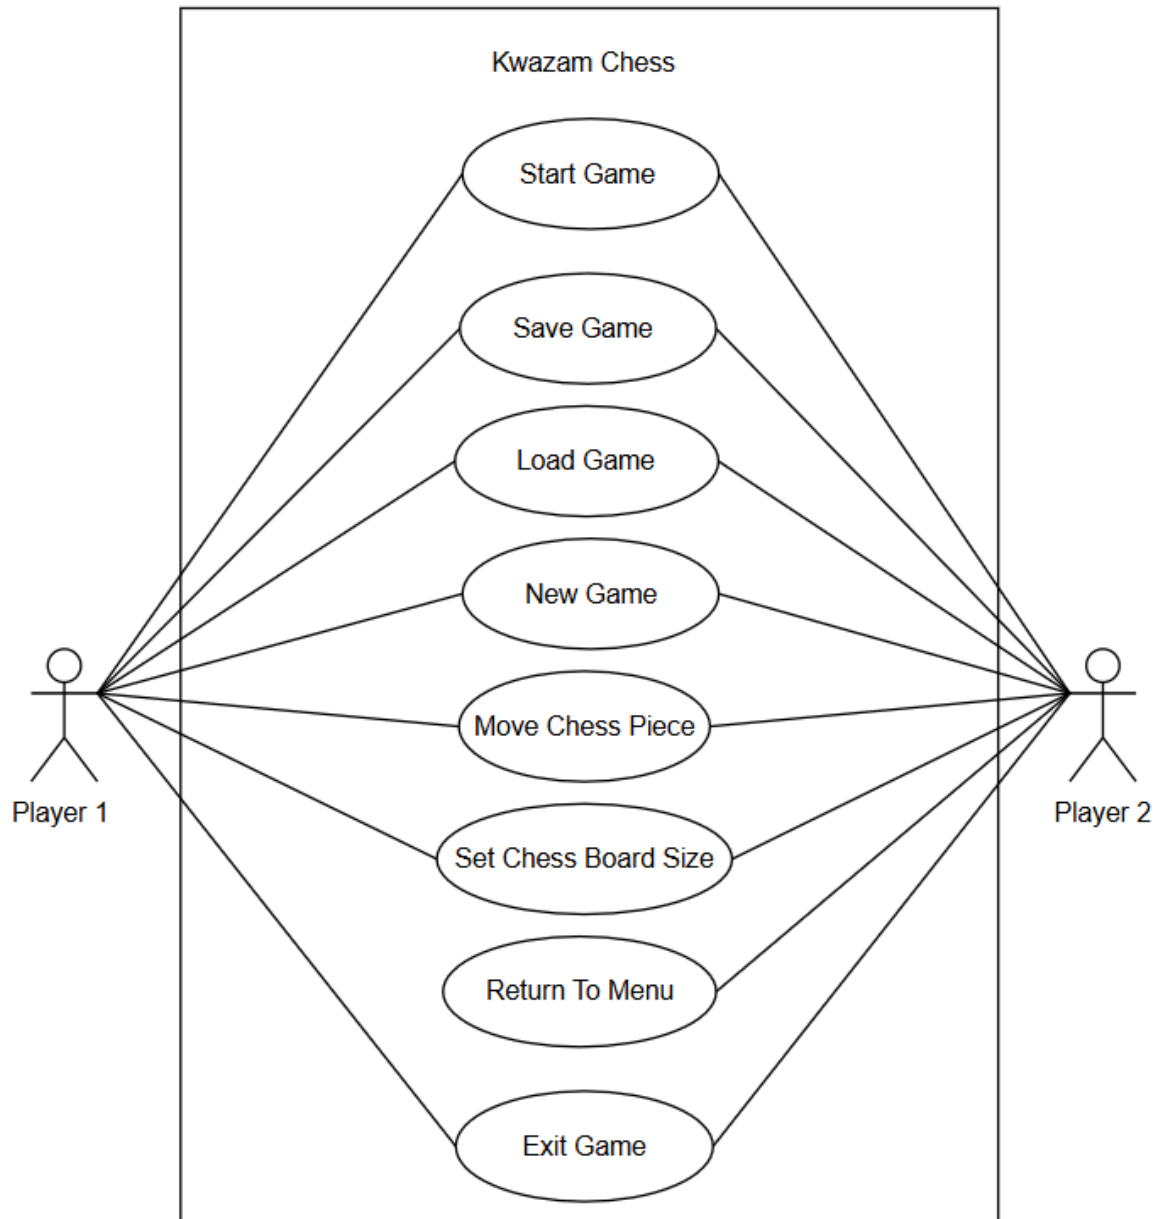 Kwazam Chess
Start Game
Save Game
Load Game
New Game
Move Chess Piece
Player 1
Player 2
Set Chess Board Size
Return To Menu
Exit Game